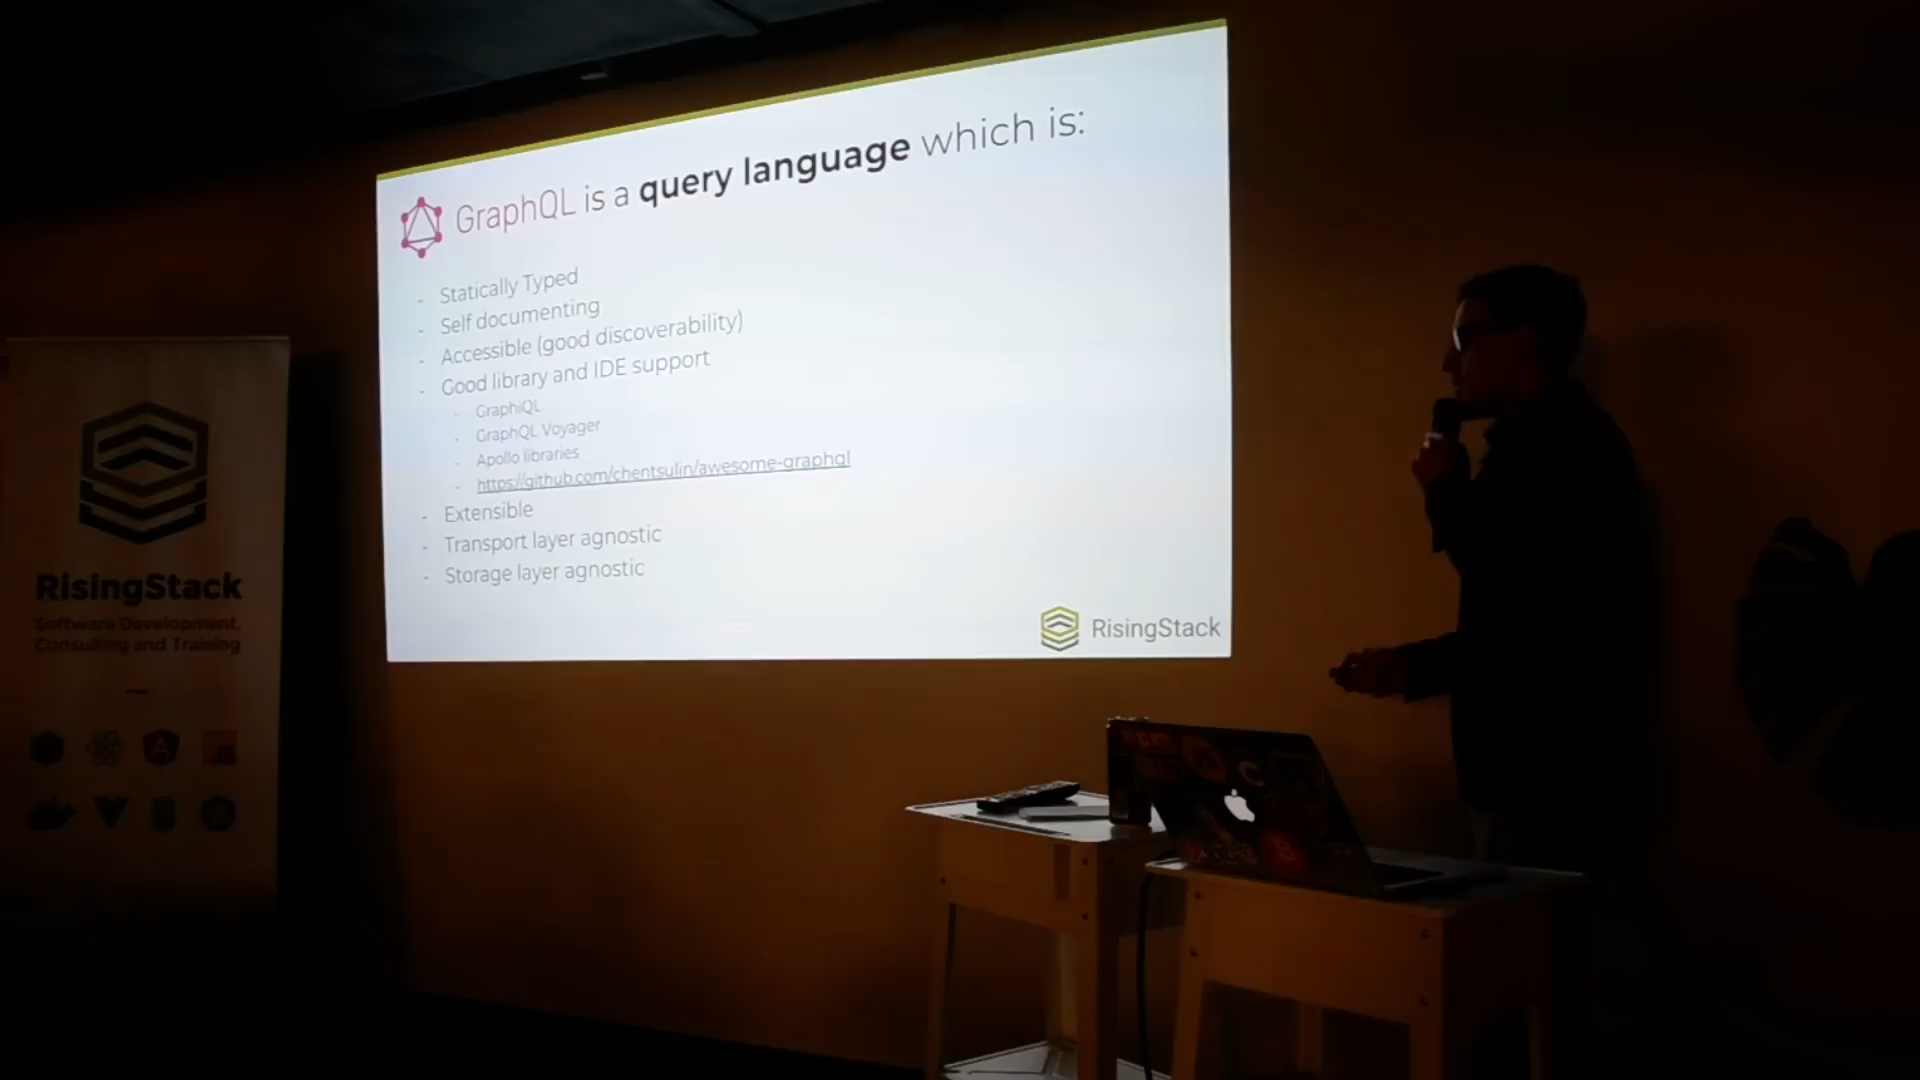 GraphQL is a query language which is:
- Statically Typed
- Self documenting
- Accessible (good discoverability)
- Good library and IDE support
- GraphiQL
- GraphQL Voyager
- Apollo libraries
- https://github.com/chentsulin/awesome-graphql
- Extensible
- Transport layer agnostic
- Storage layer agnostic
RisingStack
RisingStack
Software Development,
Consulting and Training